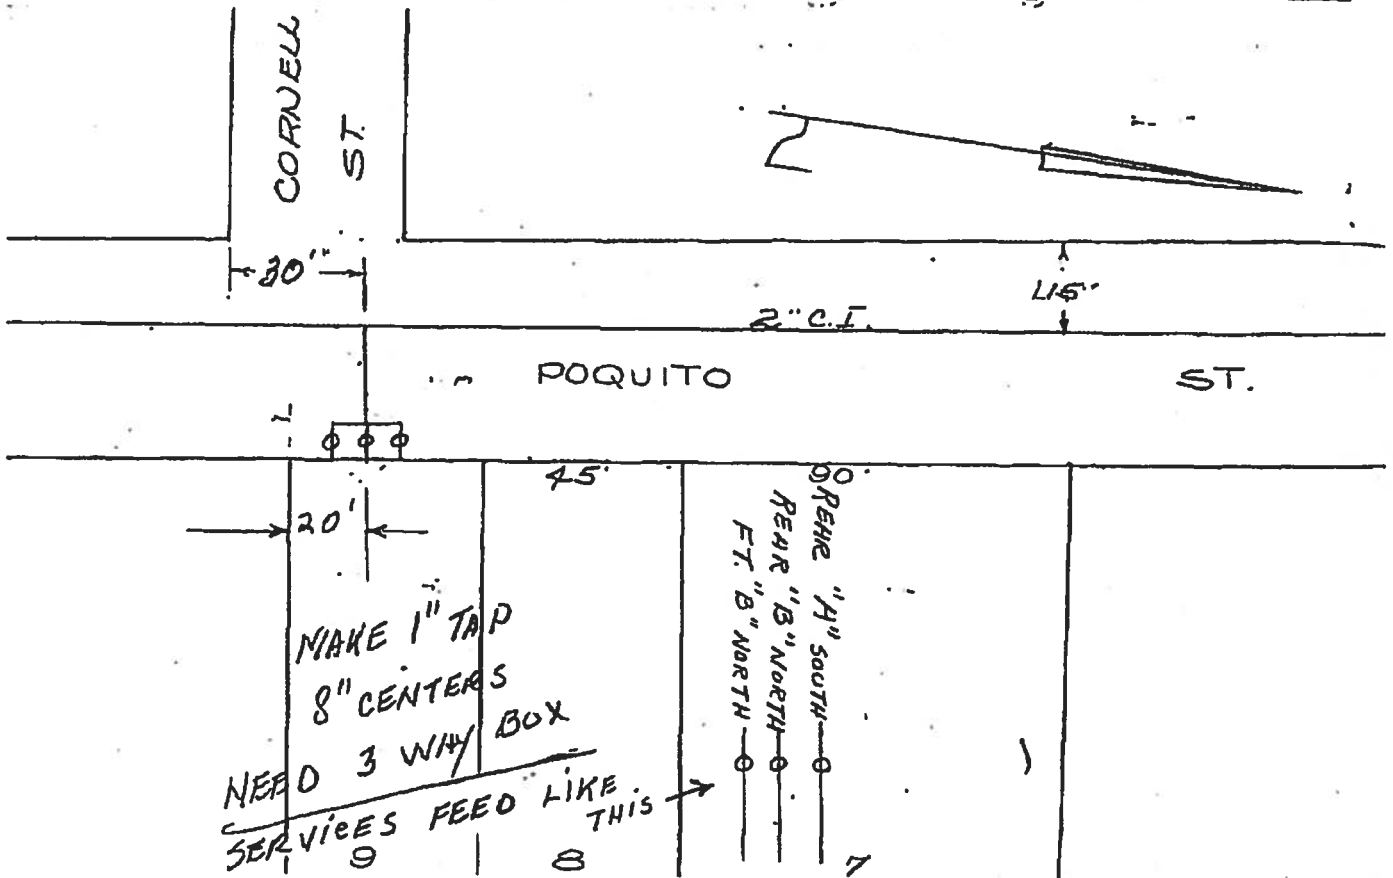 CORNELL
ST.
30'"
45"
2" C.I.
POQUITO
ST.
45'
90'
20'
REAR "A" SOUTH
REAR "B" NORTH
FT. "B" NORTH
MAKE 1" TAP
8" CENTERS
NEED 3 WAY BOX
SERVICES FEED LIKE
THIS
9
8
7